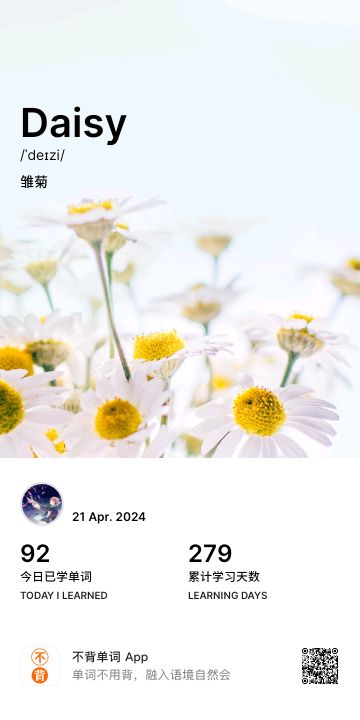 Daisy
/ˈdeɪzi/
雏菊
21 Apr. 2024
92
今日已学单词
TODAY I LEARNED
279
累计学习天数
LEARNING DAYS
不背
不背单词 App
单词不用背，融入语境自然会